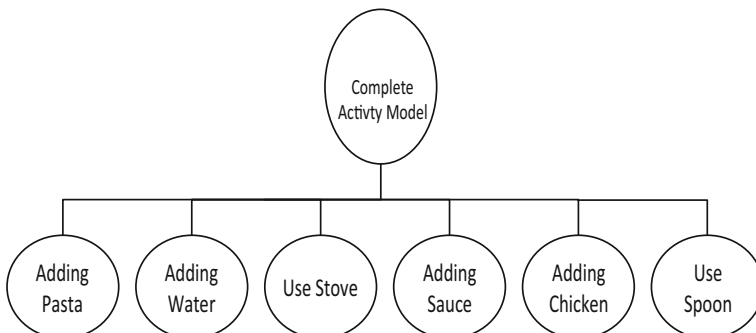 Complete
Activty Model
Adding
Pasta
Adding
Water
Use Stove
Adding
Sauce
Adding
Chicken
Use
Spoon